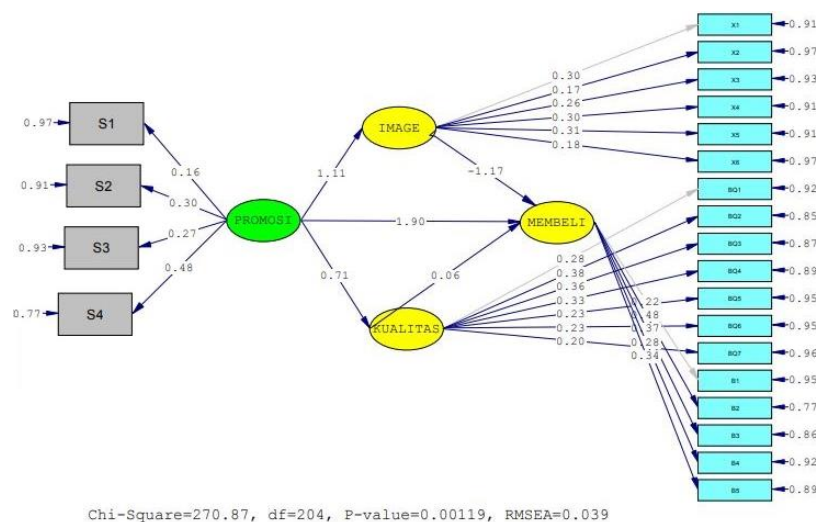 0.97 S1
0.91 S2
0.93 S3
0.77 S4
0.16
0.30
0.27
0.48
PROMOSI
1.11
1.90
0.71
IMAGE
-1.17
MEMBELI
0.06
KUALITAS
0.30
0.17
0.26
0.30
0.31
0.18
0.28
0.38
0.36
0.33
0.23
0.23
0.20
0.22
0.48
0.37
0.28
0.34
X1 0.91
X2 0.97
X3 0.93
X4 0.91
X5 0.91
X6 0.97
BQ1 0.92
BQ2 0.85
BQ3 0.87
BQ4 0.89
BQ5 0.95
BQ6 0.95
BQ7 0.96
B1 0.95
B2 0.77
B3 0.86
B4 0.92
B5 0.89
Chi-Square=270.87, df=204, P-value=0.00119, RMSEA=0.039